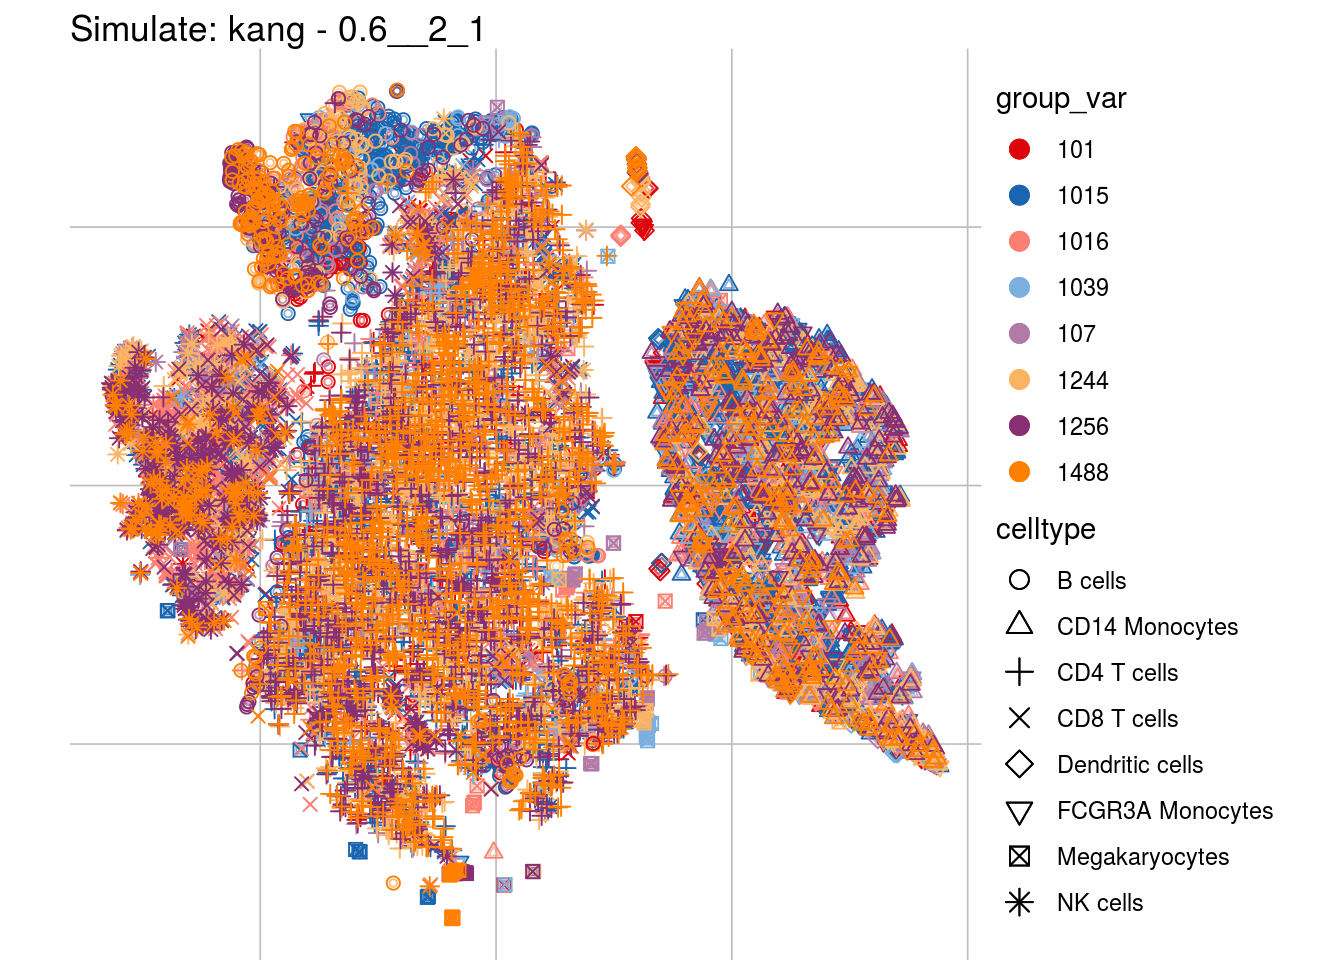 Simulate: kang - 0.6__2_1
group_var
101
1015
1016
1039
107
1244
1256
1488
celltype
B cells
CD14 Monocytes
CD4 T cells
CD8 T cells
Dendritic cells
FCGR3A Monocytes
Megakaryocytes
NK cells